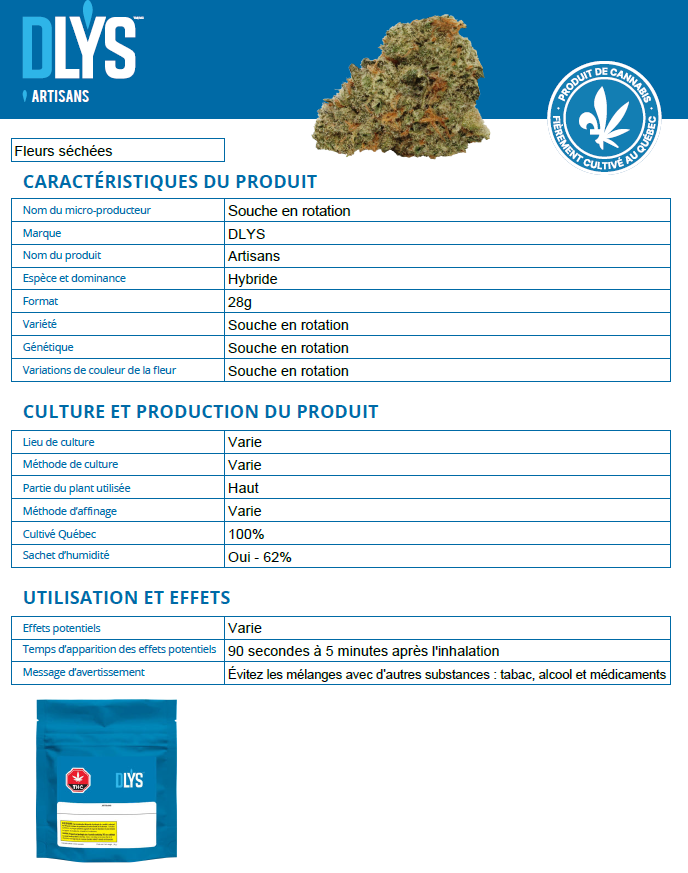 DLYS
ARTISANS
PRODUIT DE CANNABIS
FIÈREMENT CULTIVÉ AU QUÉBEC
Fleurs séchées
CARACTÉRISTIQUES DU PRODUIT
Nom du micro-producteur Souche en rotation
Marque DLYS
Nom du produit Artisans
Espèce et dominance Hybride
Format 28g
Variété Souche en rotation
Génétique Souche en rotation
Variations de couleur de la fleur Souche en rotation
CULTURE ET PRODUCTION DU PRODUIT
Lieu de culture Varie
Méthode de culture Varie
Partie du plant utilisée Haut
Méthode d’affinage Varie
Cultivé Québec 100%
Sachet d’humidité Oui - 62%
UTILISATION ET EFFETS
Effets potentiels Varie
Temps d’apparition des effets potentiels 90 secondes à 5 minutes après l'inhalation
Message d’avertissement Évitez les mélanges avec d'autres substances : tabac, alcool et médicaments
THC
DLYS